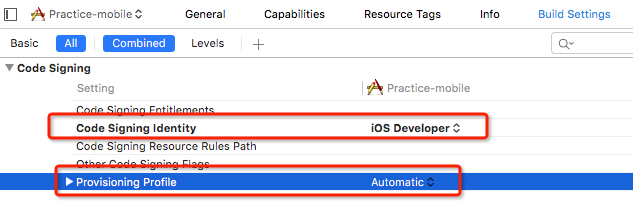 Practice-mobile General Capabilities Resource Tags Info Build Settings
Basic All Combined Levels +
Code Signing
Setting Practice-mobile
Code Signing Entitlements
Code Signing Identity iOS Developer
Code Signing Resource Rules Path
Other Code Signing Flags
Provisioning Profile Automatic